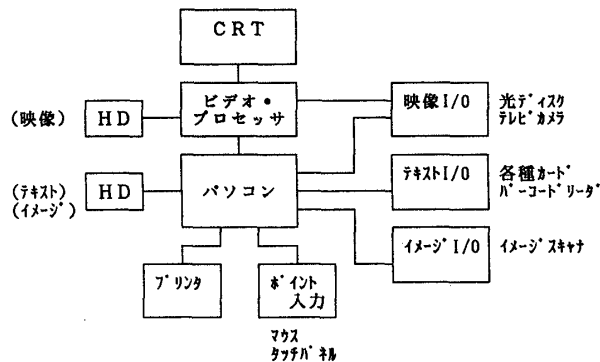 CRT
ビデオ・
プロセッサ
映像I/O
光ディスク
テレビカメラ
(映像)
HD
(テキスト)
(イメージ)
HD
パソコン
テキストI/O
各種カード
バーコードリーダ
イメージI/O
イメージスキャナ
プリンタ
ポイント
入力
マウス
タッチパネル